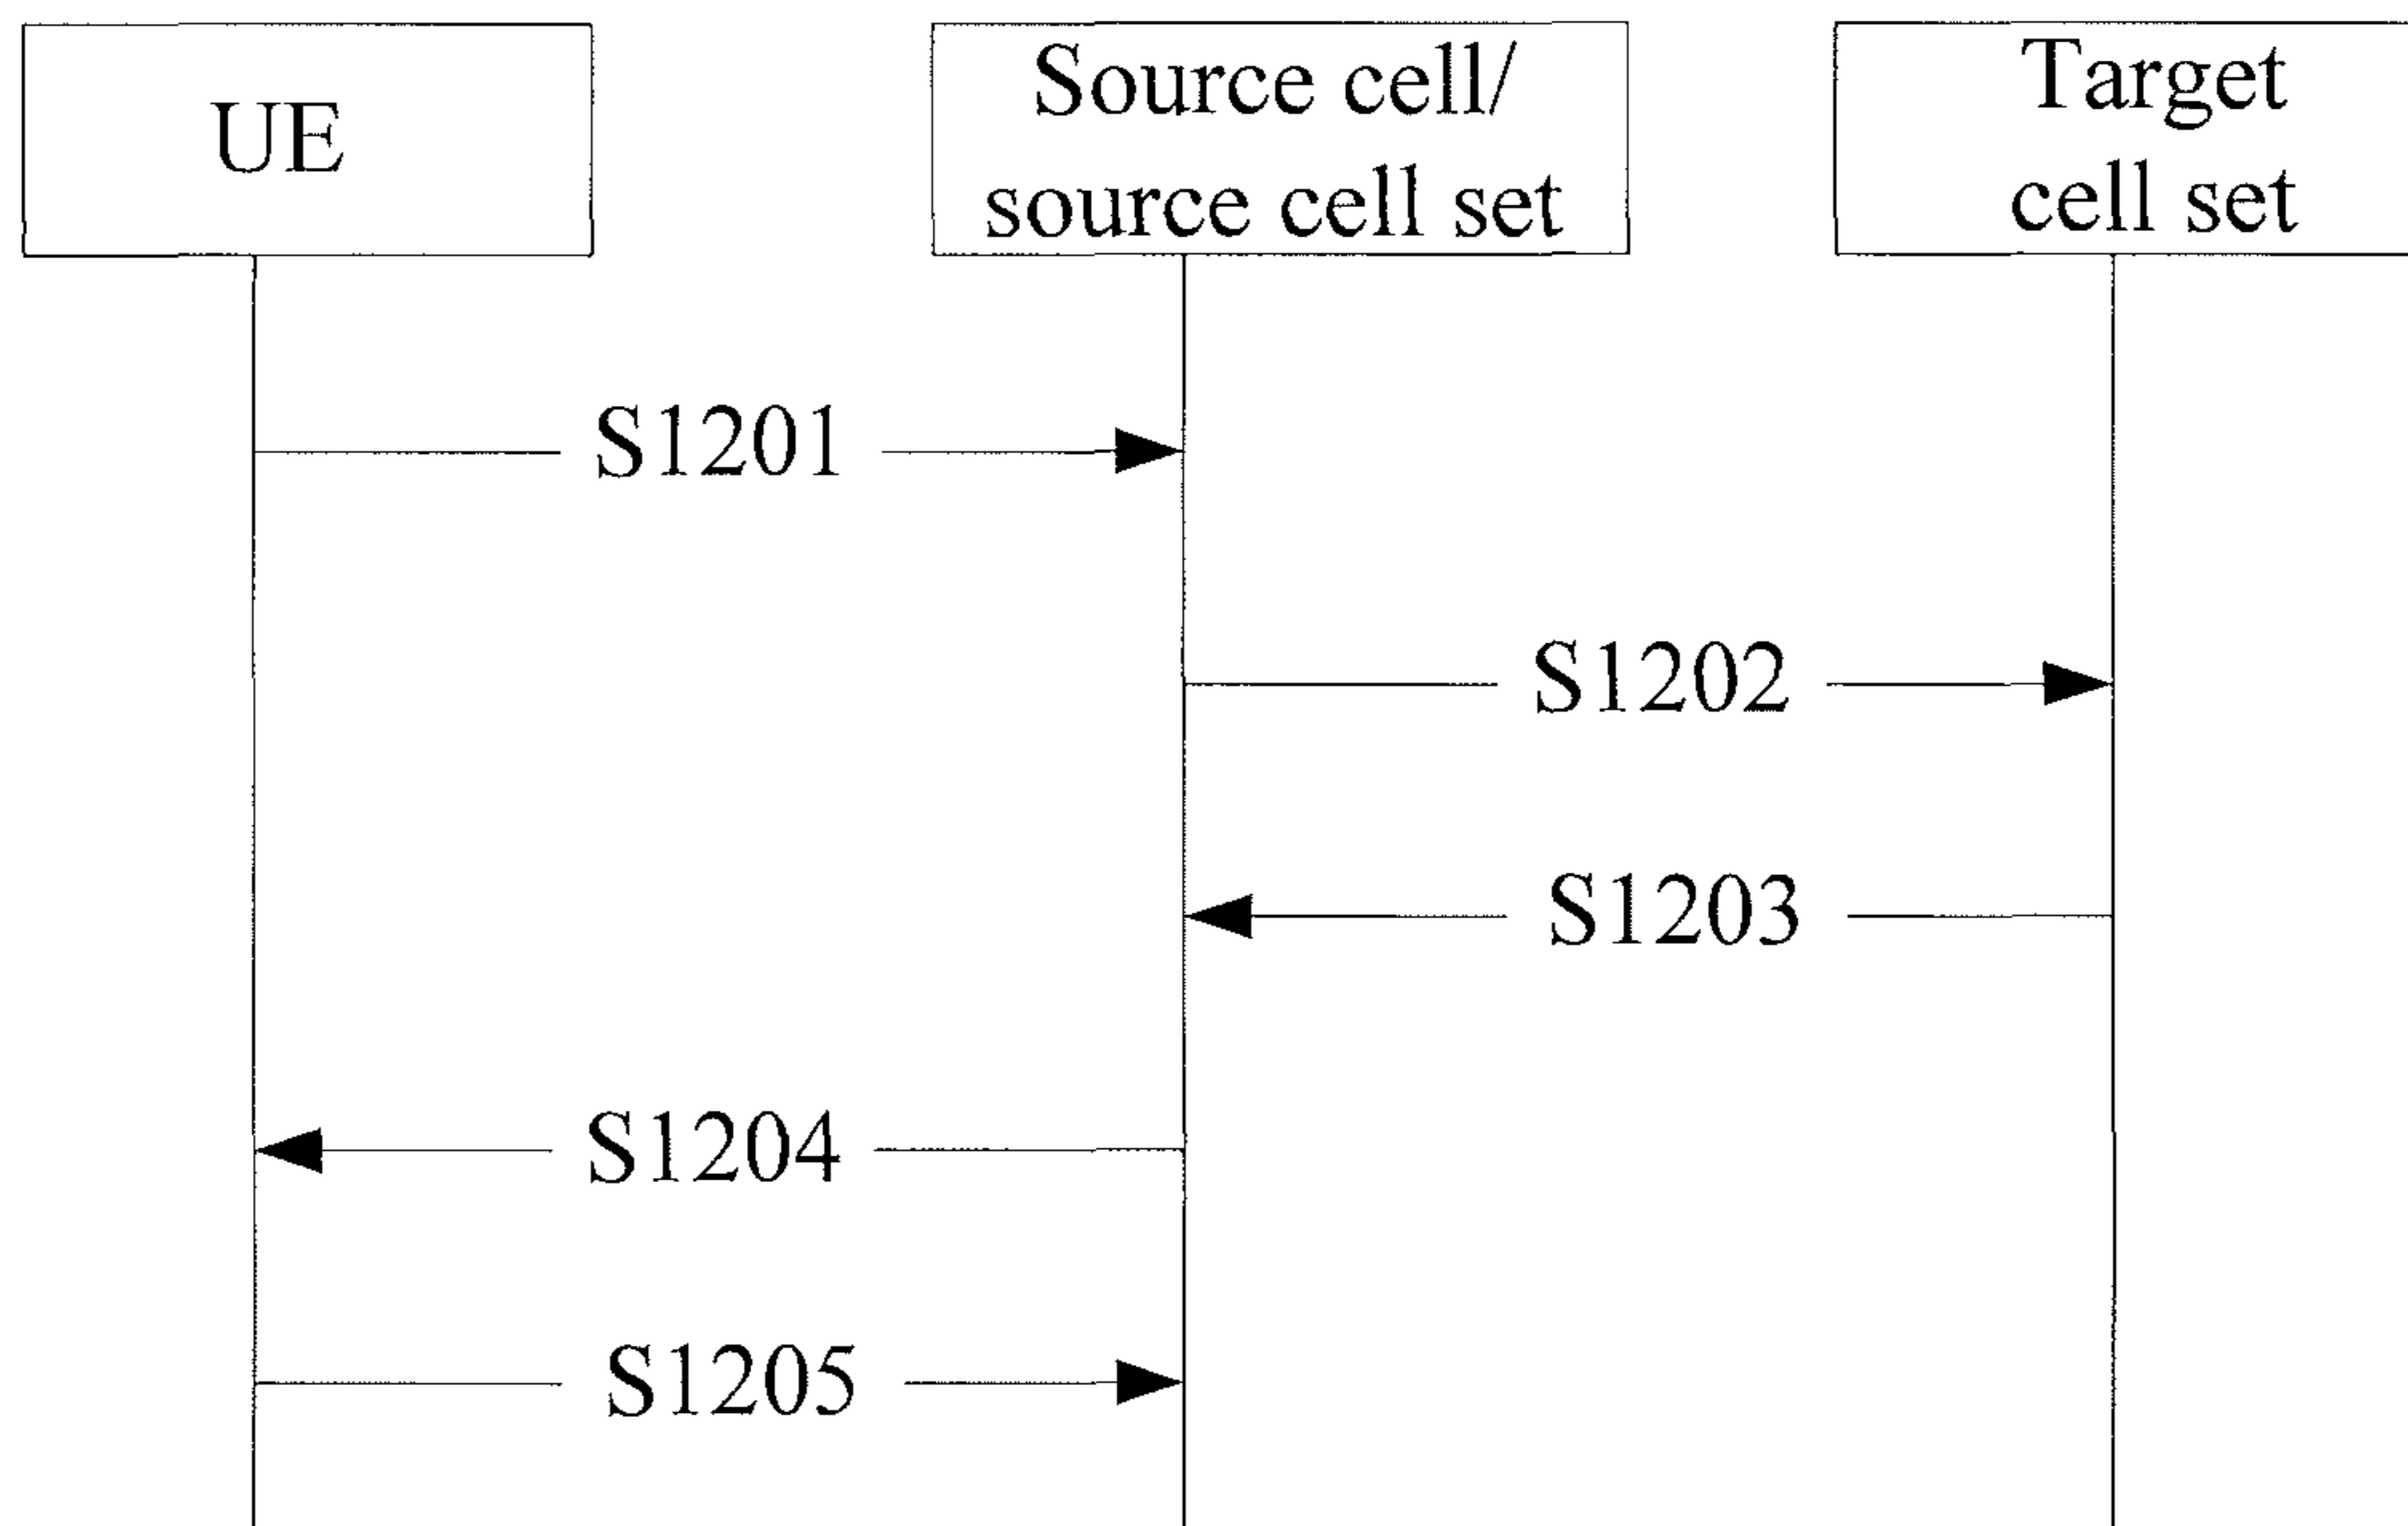 UE
Source cell/
source cell set
Target
cell set
S1201
S1202
S1203
S1204
S1205